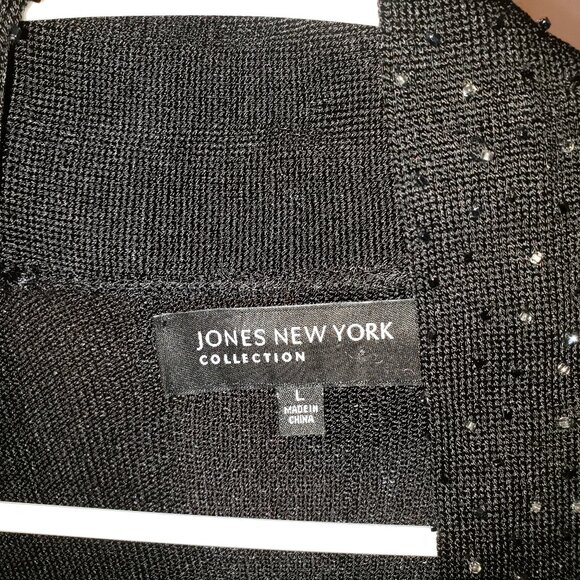 JONES NEW YORK
COLLECTION
L
MADE IN
CHINA